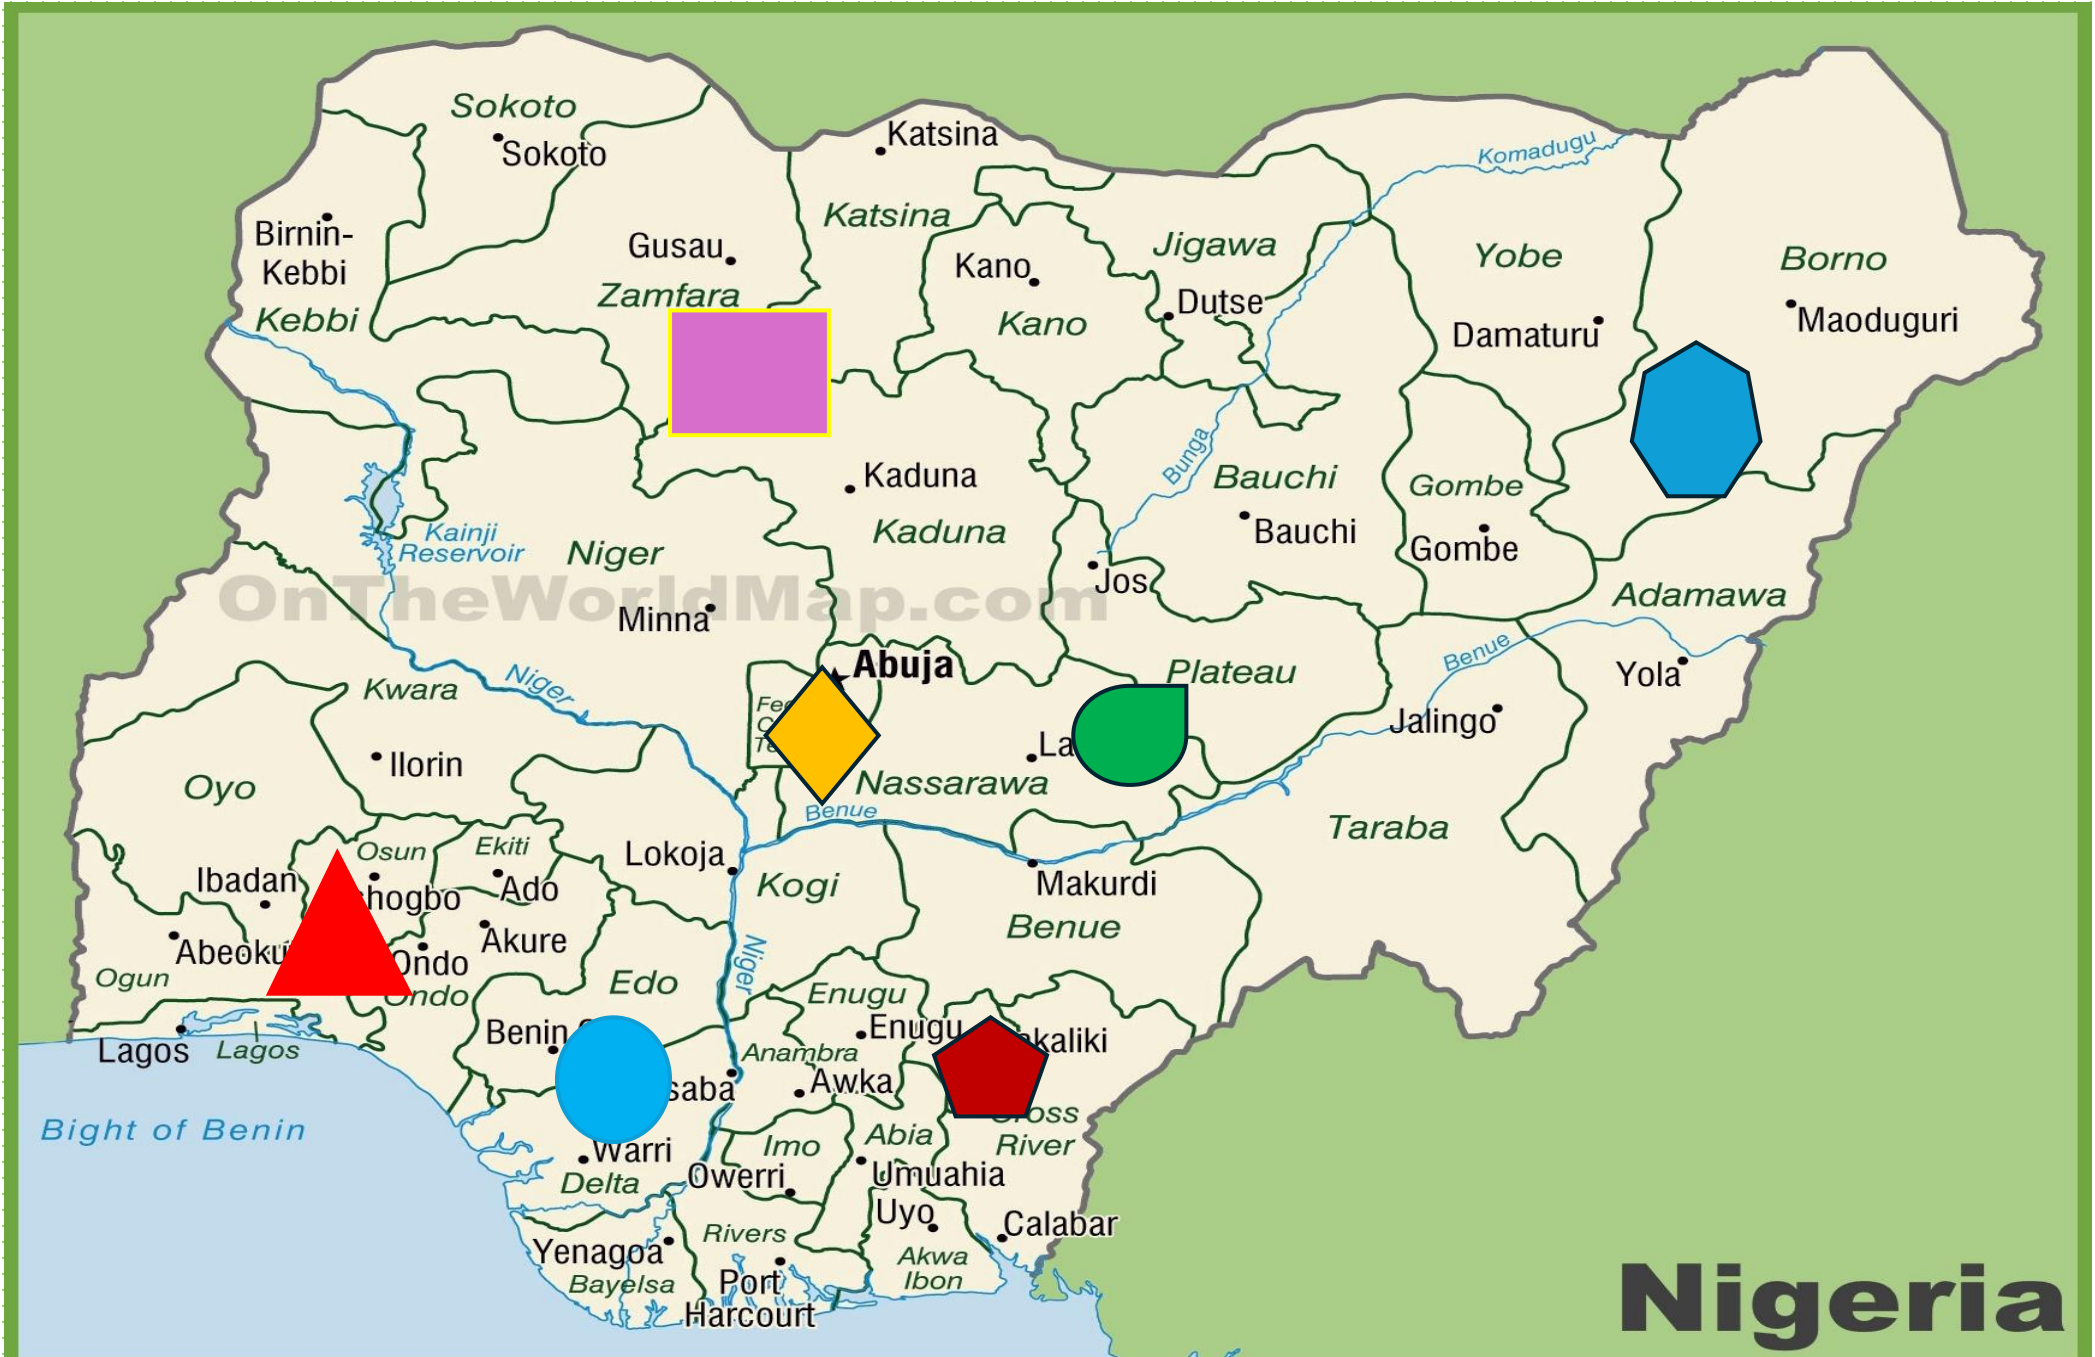 Sokoto
Sokoto
Katsina
Katsina
Komadugu
Birnin-
Kebbi
Kebbi
Gusau
Zamfara
Kano
Kano
Jigawa
Dutse
Yobe
Damaturu
Borno
Maoduguri
Kaduna
Kaduna
Bunga
Bauchi
Bauchi
Gombe
Gombe
Kainji
Reservoir
Niger
OnTheWorldMap.com
Minna
Jos
Adamawa
Abuja
Plateau
Benue
Yola
Kwara
Niger
Jalingo
Ilorin
Oyo
Nassarawa
Benue
Taraba
Osun
Ekiti
Lokoja
Ibadan
Ado
Kogi
Makurdi
Benue
Akure
Ondo
Ondo
Ogun
Edo
Niger
Enugu
Enugu
Benin
Lagos
Lagos
Anambra
Awka
Bight of Benin
River
Warri
Delta
Imo
Owerri
Abia
Umuahia
Uyo
Calabar
Yenagoa
Bayelsa
Rivers
Port
Harcourt
Akwa
Ibon
Nigeria